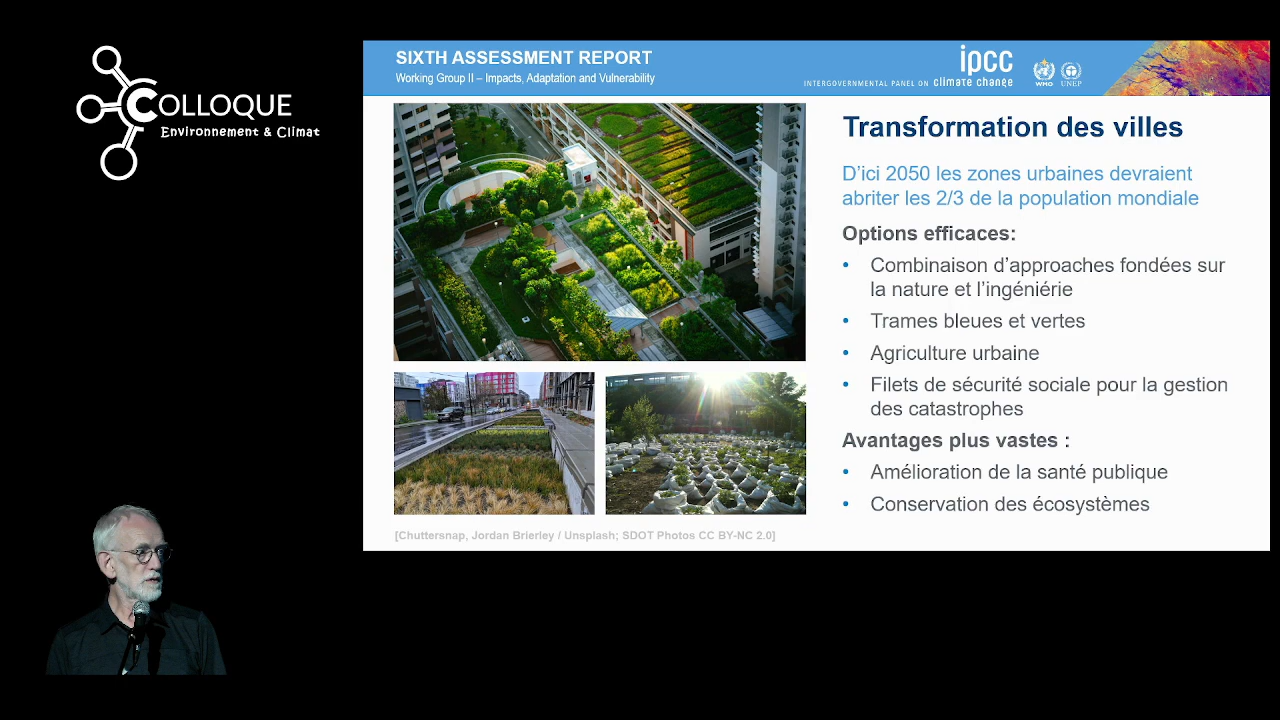 COLLOQUE
Environnement & Climat
SIXTH ASSESSMENT REPORT
Working Group II – Impacts, Adaptation and Vulnerability
ipcc
INTERGOVERNMENTAL PANEL ON climate change
WMO
UNEP
Transformation des villes
D’ici 2050 les zones urbaines devraient
abriter les 2/3 de la population mondiale
Options efficaces:
• Combinaison d’approches fondées sur
la nature et l’ingéniérie
• Trames bleues et vertes
• Agriculture urbaine
• Filets de sécurité sociale pour la gestion
des catastrophes
Avantages plus vastes :
• Amélioration de la santé publique
• Conservation des écosystèmes
[Chuttersnap, Jordan Brierley / Unsplash; SDOT Photos CC BY-NC 2.0]